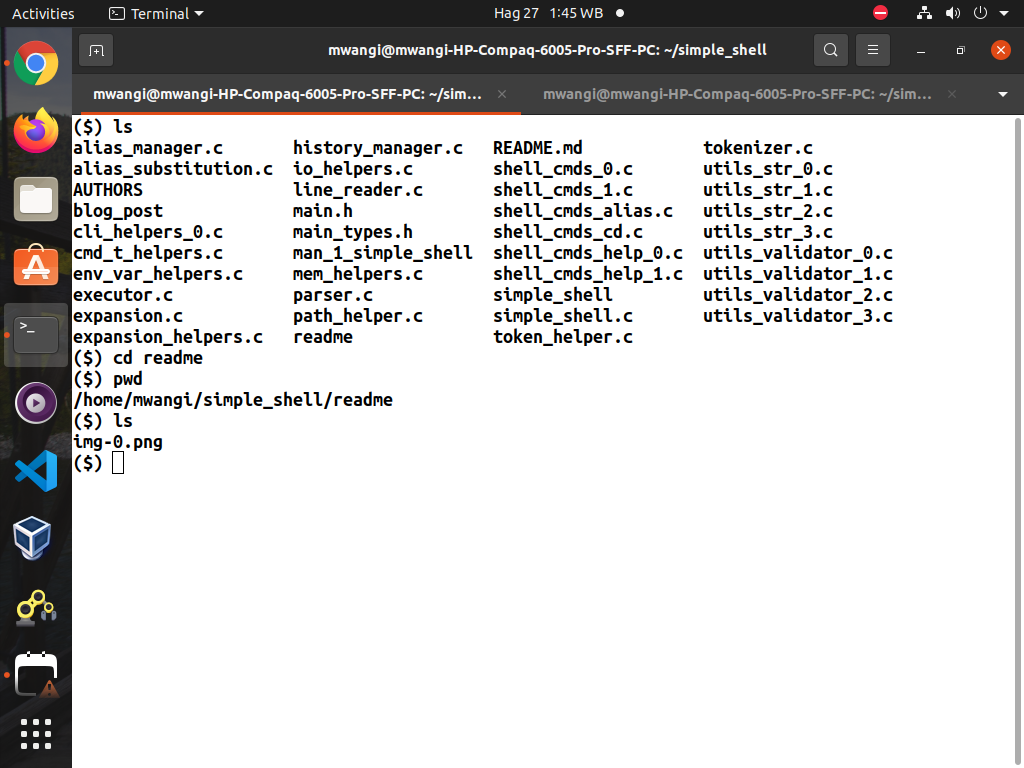 Activities Terminal Hag 27 1:45 WB
mwangi@mwangi-HP-Compaq-6005-Pro-SFF-PC: ~/simple_shell
mwangi@mwangi-HP-Compaq-6005-Pro-SFF-PC: ~/sim... mwangi@mwangi-HP-Compaq-6005-Pro-SFF-PC: ~/sim...
($) ls
alias_manager.c history_manager.c README.md tokenizer.c
alias_substitution.c io_helpers.c shell_cmds_0.c utils_str_0.c
AUTHORS line_reader.c shell_cmds_1.c utils_str_1.c
blog_post main.h shell_cmds_alias.c utils_str_2.c
cli_helpers_0.c main_types.h shell_cmds_cd.c utils_str_3.c
cmd_t_helpers.c man_1_simple_shell shell_cmds_help_0.c utils_validator_0.c
env_var_helpers.c mem_helpers.c shell_cmds_help_1.c utils_validator_1.c
executor.c parser.c simple_shell utils_validator_2.c
expansion.c path_helper.c simple_shell.c utils_validator_3.c
expansion_helpers.c readme token_helper.c
($) cd readme
($) pwd
/home/mwangi/simple_shell/readme
($) ls
img-0.png
($)